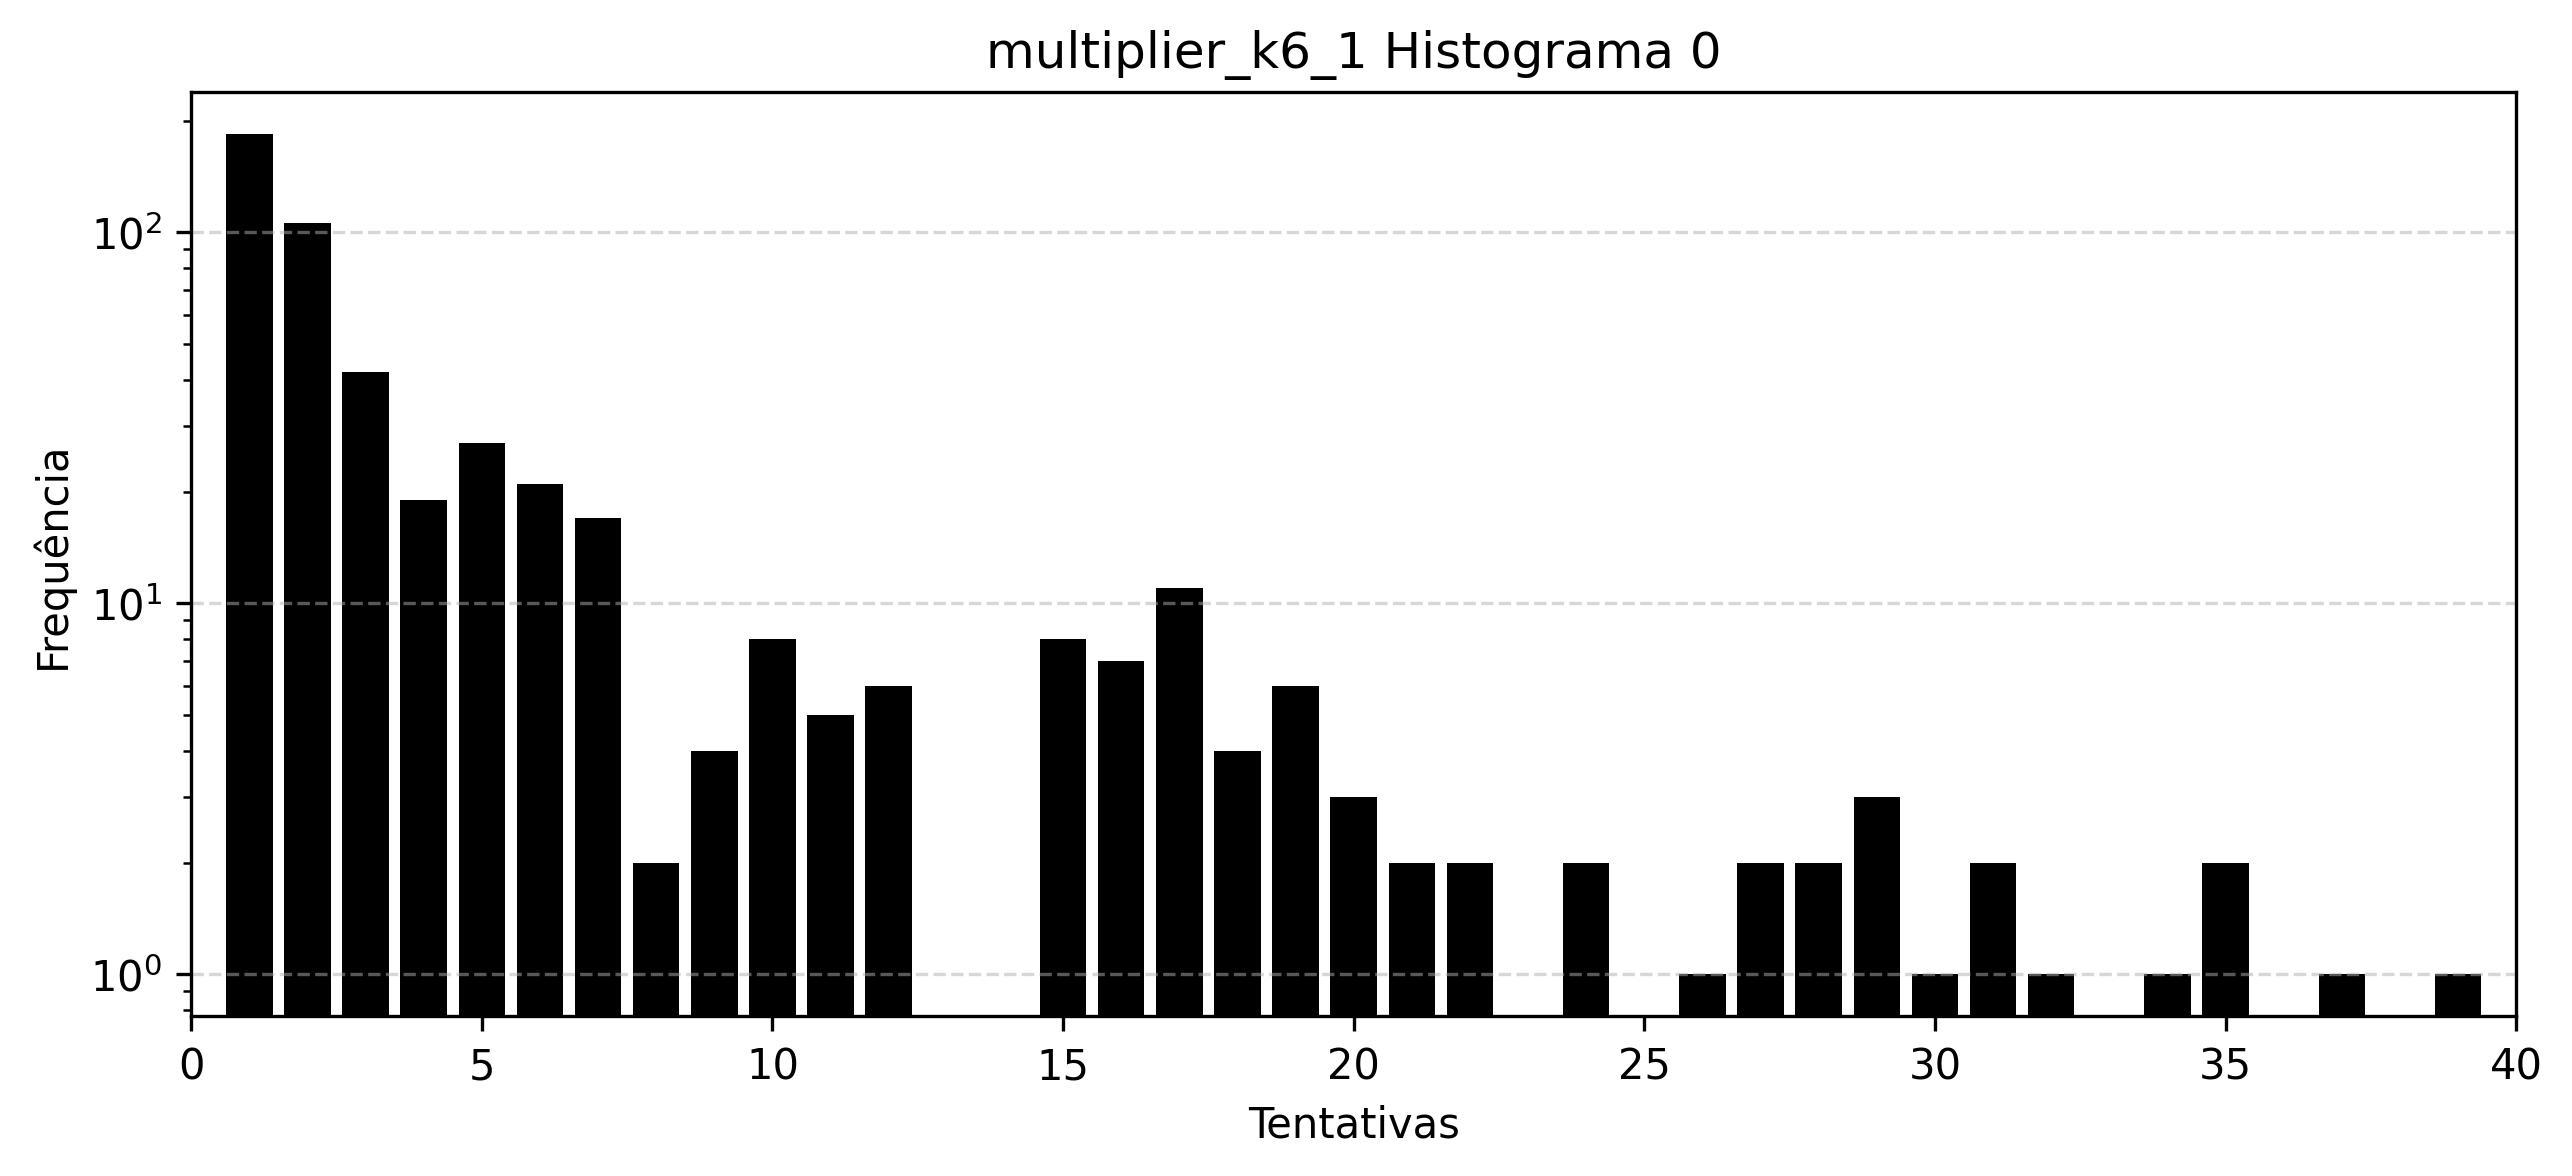 multiplier_k6_1 Histograma 0
Frequência
10²
10¹
10⁰
0 5 10 15 20 25 30 35 40
Tentativas